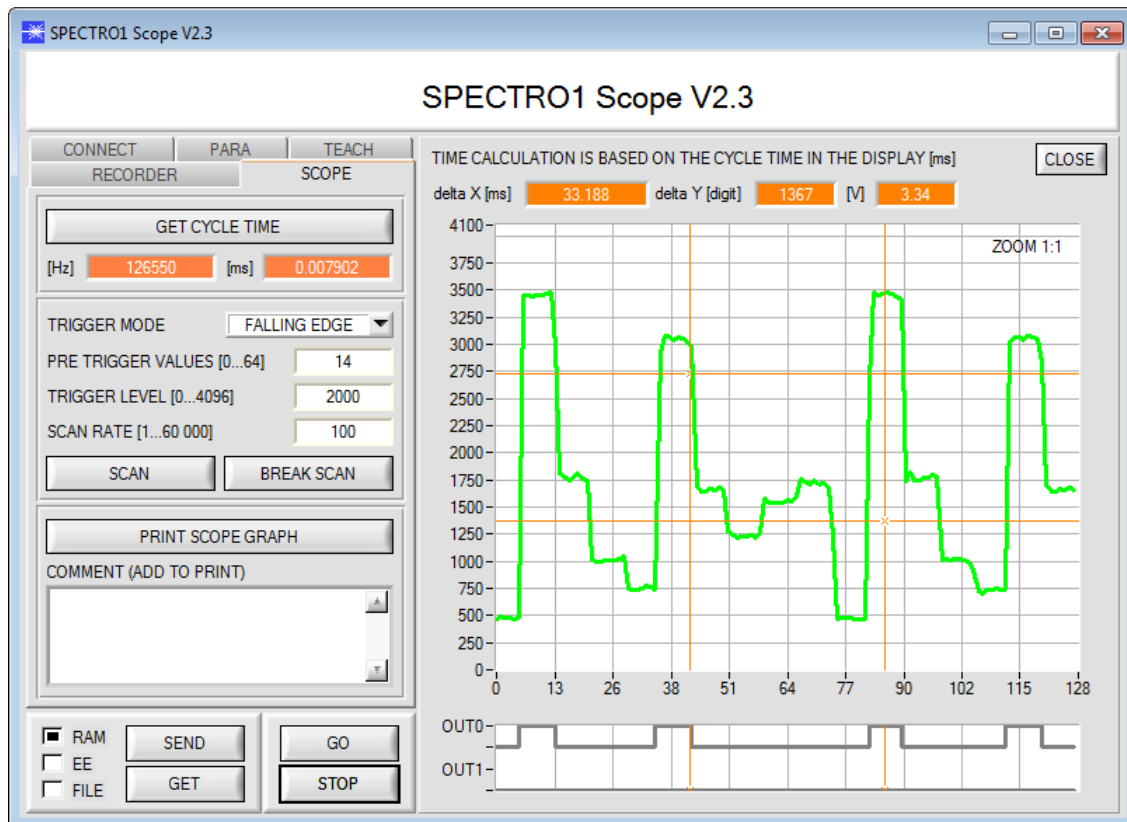 SPECTRO1 Scope V2.3
SPECTRO1 Scope V2.3
CONNECT PARA TEACH
RECORDER SCOPE
GET CYCLE TIME
[Hz] 126550 [ms] 0.007902
TRIGGER MODE FALLING EDGE
PRE TRIGGER VALUES [0...64] 14
TRIGGER LEVEL [0...4096] 2000
SCAN RATE [1...60 000] 100
SCAN BREAK SCAN
PRINT SCOPE GRAPH
COMMENT (ADD TO PRINT)
RAM
EE
FILE
SEND
GET
GO
STOP
TIME CALCULATION IS BASED ON THE CYCLE TIME IN THE DISPLAY [ms]
CLOSE
delta X [ms] 33.188 delta Y [digit] 1367 [V] 3.34
ZOOM 1:1
4100
3750
3500
3250
3000
2750
2500
2250
2000
1750
1500
1250
1000
750
500
250
0
0 13 26 38 51 64 77 90 102 115 128
OUT0
OUT1